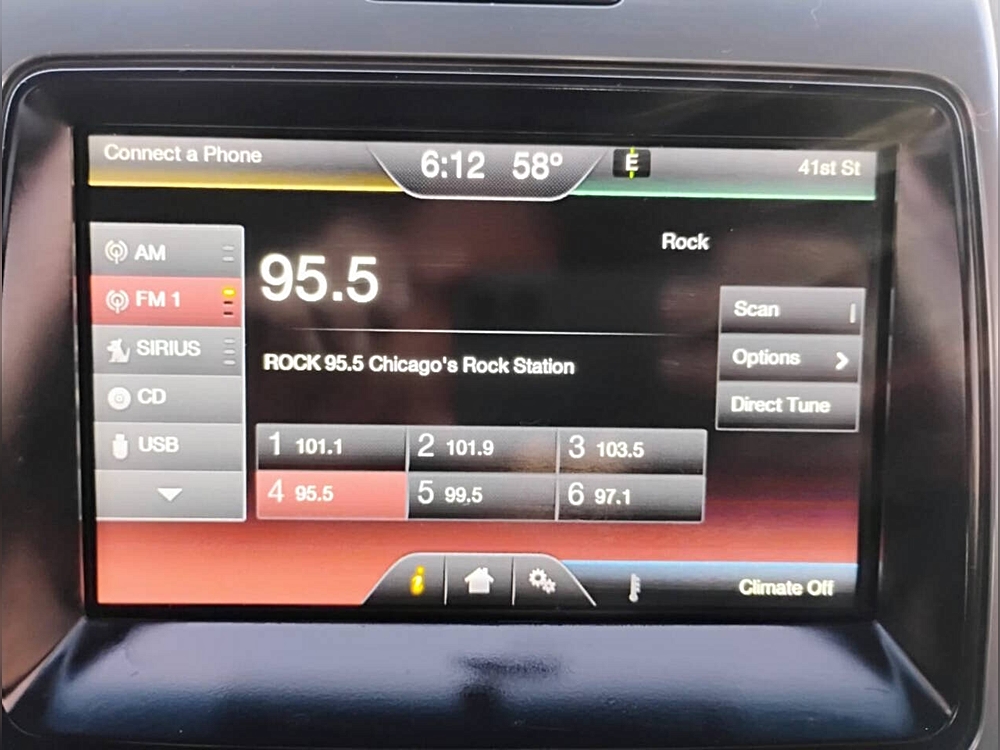 Connect a Phone
6:12 58º
E
41st St
AM
FM 1
SIRIUS
CD
USB
95.5
Rock
ROCK 95.5 Chicago's Rock Station
Scan
Options
Direct Tune
1 101.1
2 101.9
3 103.5
4 95.5
5 99.5
6 97.1
i
Climate Off